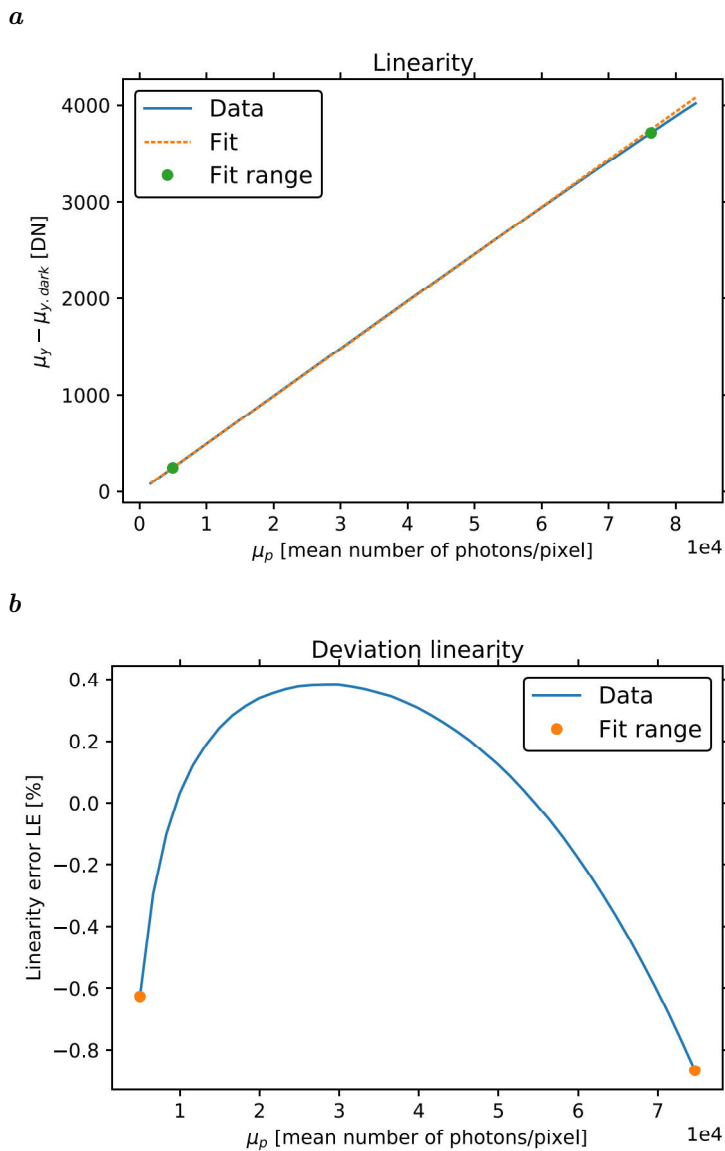 a
Linearity
4000
3000
2000
1000
0
μy − μy.dark [DN]
Data
Fit
Fit range
0 1 2 3 4 5 6 7 8
1e4
μp [mean number of photons/pixel]
b
Deviation linearity
0.4
0.2
0.0
−0.2
−0.4
−0.6
−0.8
Linearity error LE [%]
Data
Fit range
1 2 3 4 5 6 7
1e4
μp [mean number of photons/pixel]